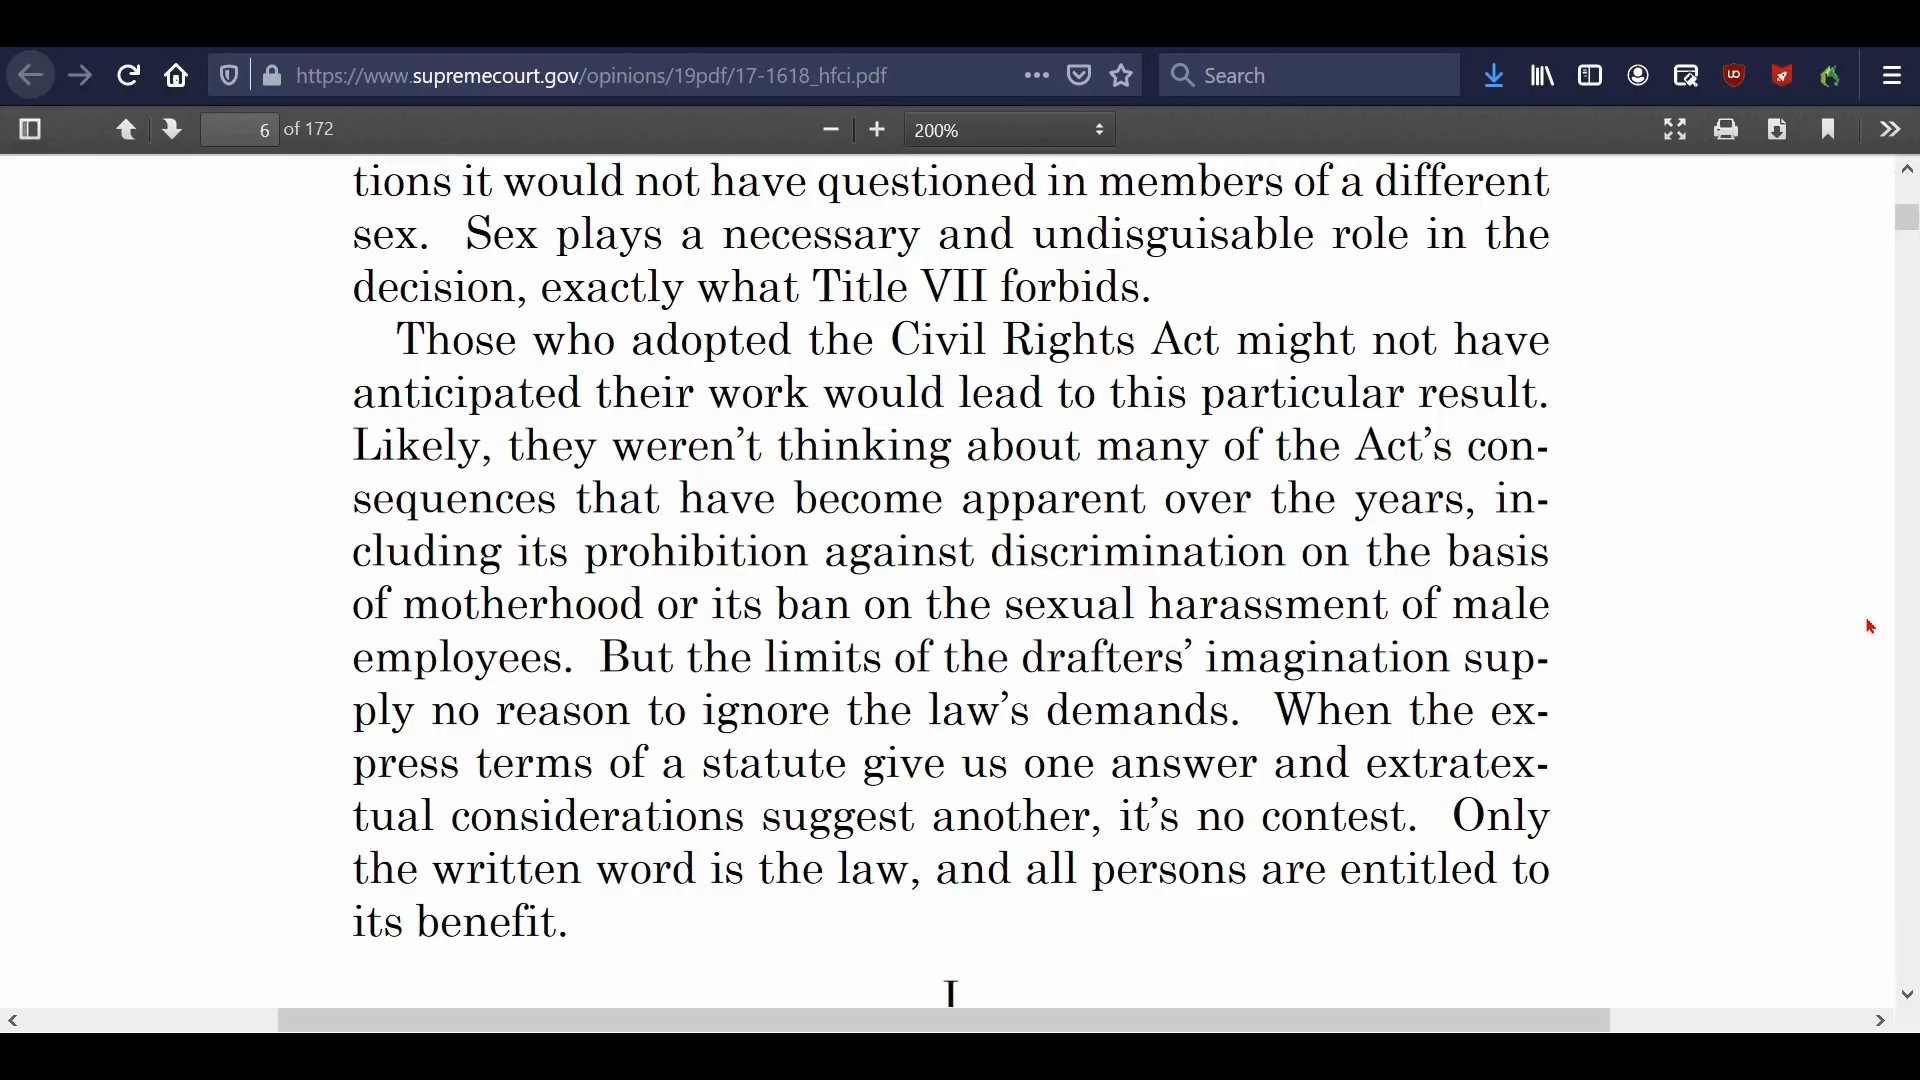 https://www.supremecourt.gov/opinions/19pdf/17-1618_hfci.pdf
Search
6 of 172
200%
tions it would not have questioned in members of a different
sex. Sex plays a necessary and undisguisable role in the
decision, exactly what Title VII forbids.
Those who adopted the Civil Rights Act might not have
anticipated their work would lead to this particular result.
Likely, they weren’t thinking about many of the Act’s con-
sequences that have become apparent over the years, in-
cluding its prohibition against discrimination on the basis
of motherhood or its ban on the sexual harassment of male
employees. But the limits of the drafters’ imagination sup-
ply no reason to ignore the law’s demands. When the ex-
press terms of a statute give us one answer and extratex-
tual considerations suggest another, it’s no contest. Only
the written word is the law, and all persons are entitled to
its benefit.
I